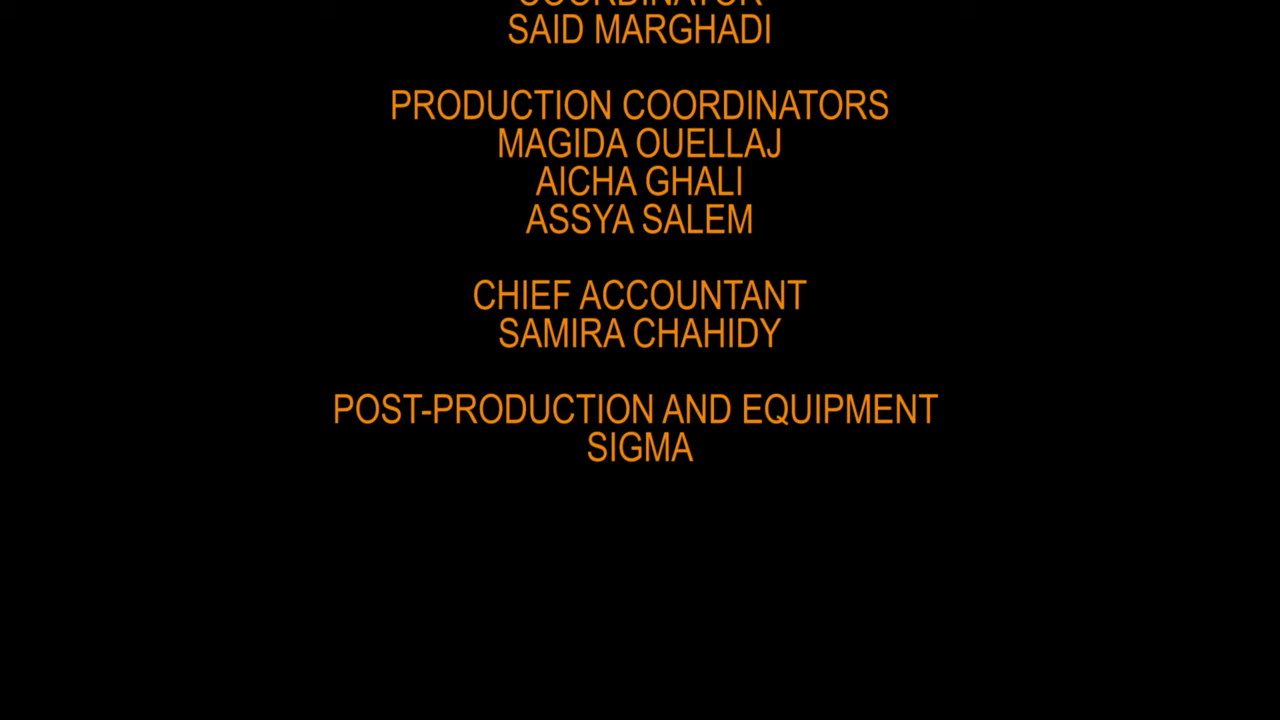 COORDINATOR
SAID MARGHADI
PRODUCTION COORDINATORS
MAGIDA OUELLAJ
AICHA GHALI
ASSYA SALEM
CHIEF ACCOUNTANT
SAMIRA CHAHIDY
POST-PRODUCTION AND EQUIPMENT
SIGMA